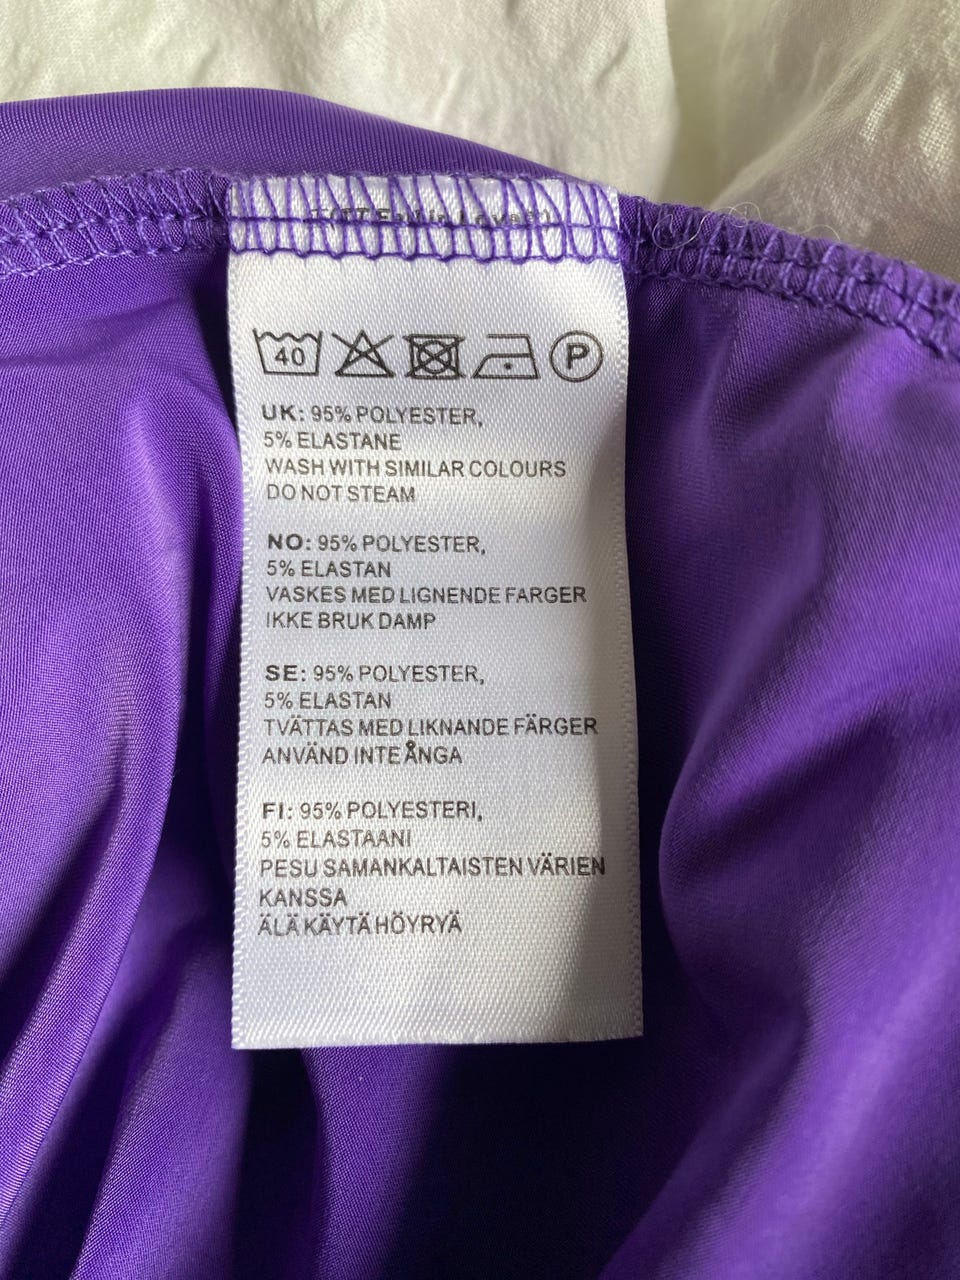 40 P
UK: 95% POLYESTER,
5% ELASTANE
WASH WITH SIMILAR COLOURS
DO NOT STEAM
NO: 95% POLYESTER,
5% ELASTAN
VASKES MED LIGNENDE FARGER
IKKE BRUK DAMP
SE: 95% POLYESTER,
5% ELASTAN
TVÄTTAS MED LIKNANDE FÄRGER
ANVÄND INTE ÅNGA
FI: 95% POLYESTERI,
5% ELASTAANI
PESU SAMANKALTAISTEN VÄRIEN
KANSSA
ÄLÄ KÄYTÄ HÖYRYÄ